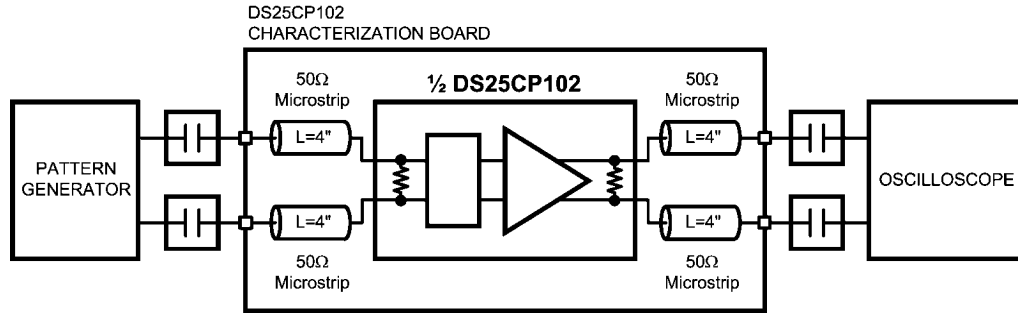 DS25CP102
CHARACTERIZATION BOARD
50Ω
Microstrip
½ DS25CP102
50Ω
Microstrip
L=4"
L=4"
PATTERN
GENERATOR
OSCILLOSCOPE
L=4"
L=4"
50Ω
Microstrip
50Ω
Microstrip